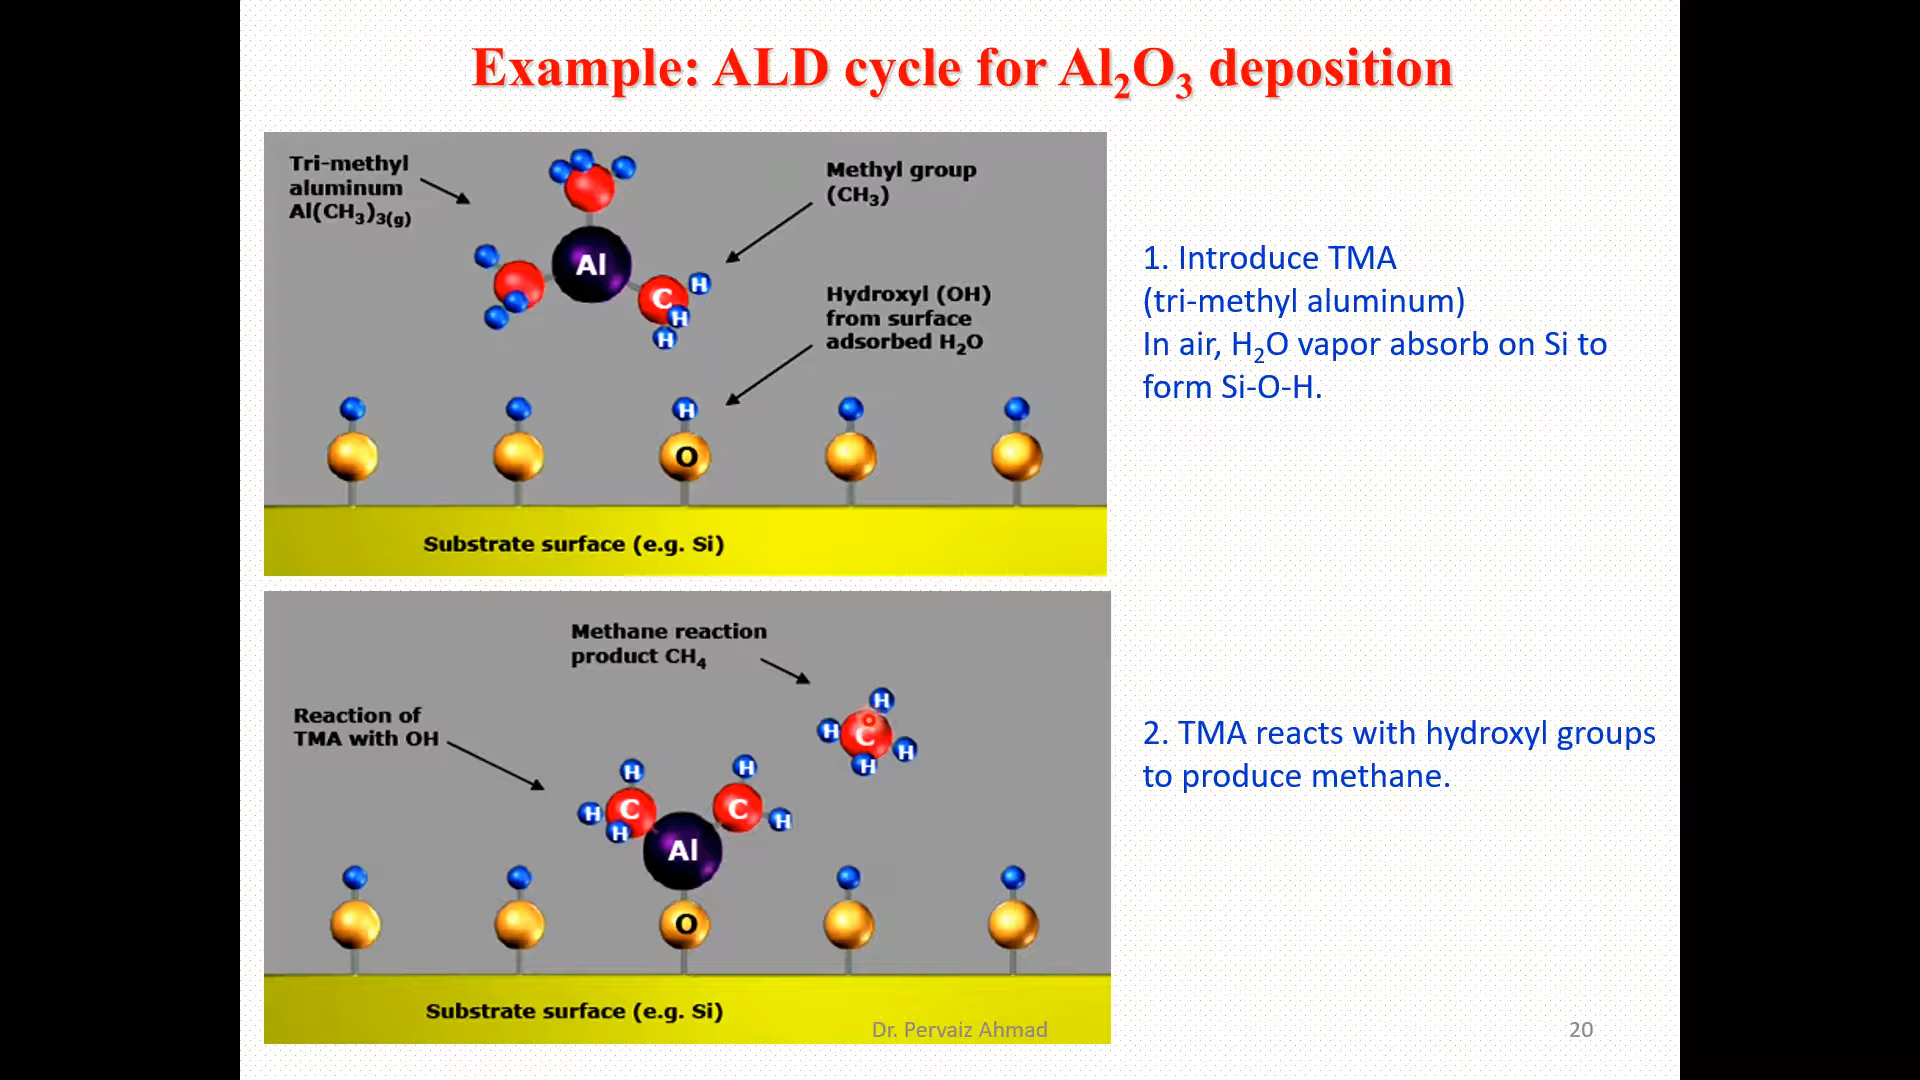 Example: ALD cycle for Al₂O₃ deposition
Tri-methyl
aluminum
Al(CH₃)₃(g)
Methyl group
(CH₃)
Al
C
H
H
H
Hydroxyl (OH)
from surface
adsorbed H₂O
H
O
Substrate surface (e.g. Si)
1. Introduce TMA
(tri-methyl aluminum)
In air, H₂O vapor absorb on Si to
form Si-O-H.
Methane reaction
product CH₄
Reaction of
TMA with OH
H
H
C
H
H
H
H
H
C
C
H
H
H
Al
O
Substrate surface (e.g. Si)
2. TMA reacts with hydroxyl groups
to produce methane.
Dr. Pervaiz Ahmad
20